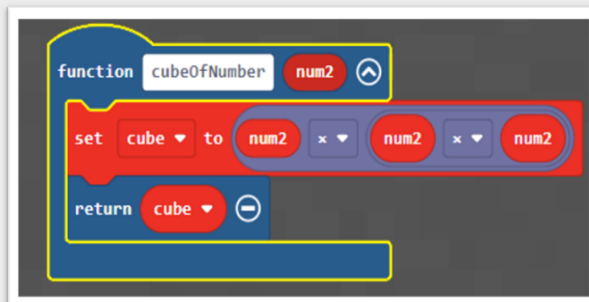 function cubeOfNumber num2
set cube to num2 × num2 × num2
return cube